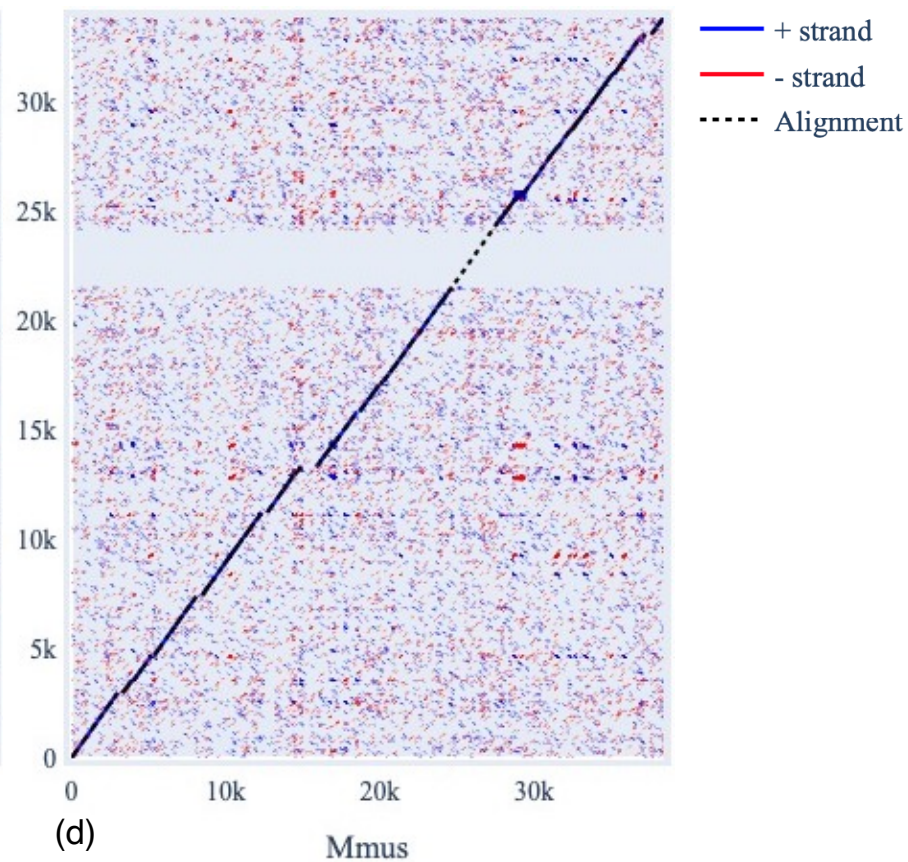 + strand
- strand
Alignment
30k
25k
20k
15k
10k
5k
0
0 10k 20k 30k
(d)
Mmus